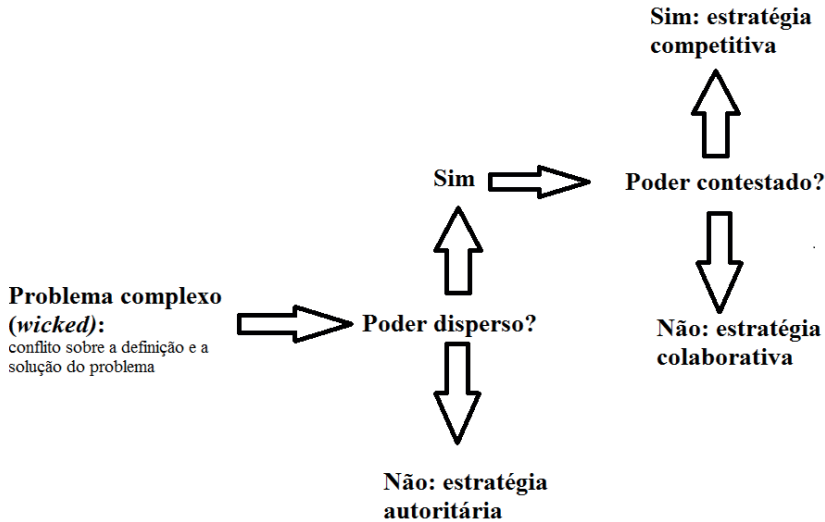 Sim: estratégia
competitiva
Sim
Poder contestado?
Problema complexo
(wicked):
conflito sobre a definição e a
solução do problema
Poder disperso?
Não: estratégia
colaborativa
Não: estratégia
autoritária